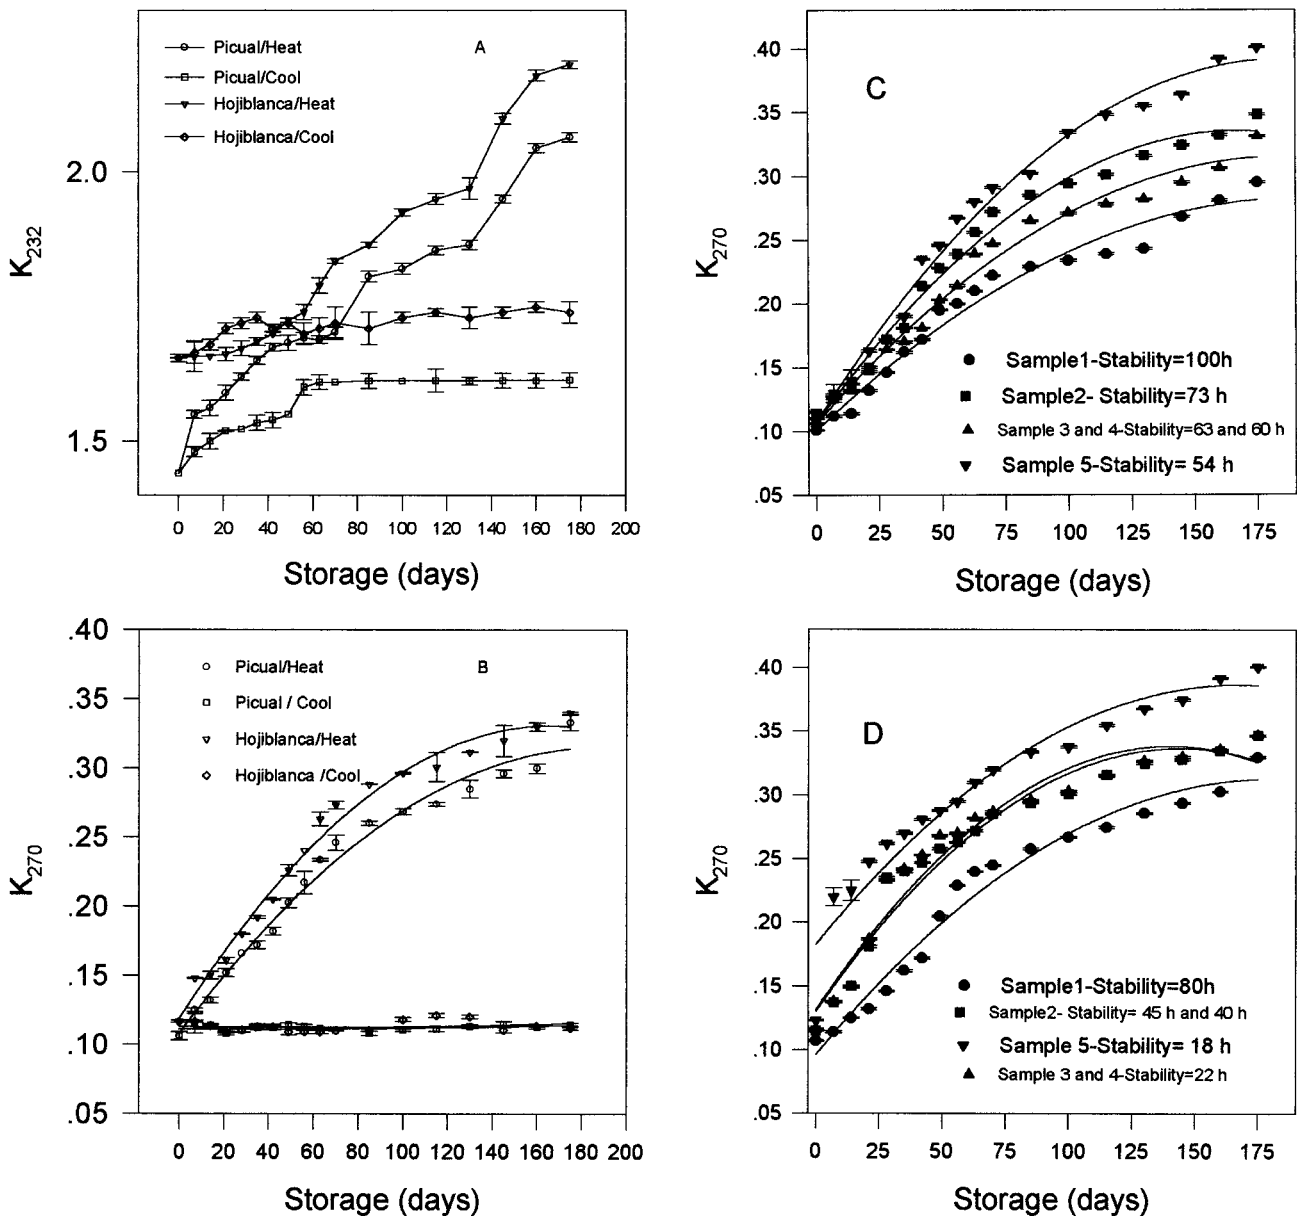 A
Picual/Heat
Picual/Cool
Hojiblanca/Heat
Hojiblanca/Cool
2.0
1.5
K232
0 20 40 60 80 100 120 140 160 180 200
Storage (days)
C
.40
.35
.30
.25
.20
.15
.10
.05
K270
Sample1-Stability=100h
Sample2- Stability=73 h
Sample 3 and 4-Stability=63 and 60 h
Sample 5-Stability= 54 h
0 25 50 75 100 125 150 175
Storage (days)
B
Picual/Heat
Picual / Cool
Hojiblanca/Heat
Hojiblanca /Cool
.40
.35
.30
.25
.20
.15
.10
.05
K270
0 20 40 60 80 100 120 140 160 180 200
Storage (days)
D
.40
.35
.30
.25
.20
.15
.10
.05
K270
Sample1-Stability=80h
Sample2- Stability= 45 h and 40 h
Sample 5-Stability= 18 h
Sample 3 and 4-Stability=22 h
0 25 50 75 100 125 150 175
Storage (days)